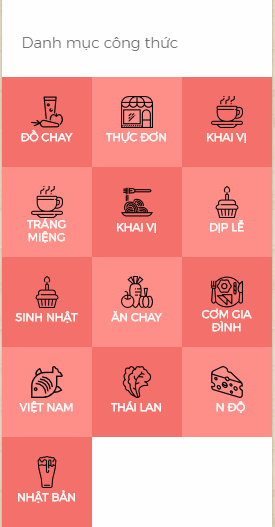 Danh mục công thức
ĐỒ CHAY
THỰC ĐƠN
KHAI VỊ
TRÁNG
MIỆNG
KHAI VỊ
DỊP LỄ
SINH NHẬT
ĂN CHAY
CƠM GIA
ĐÌNH
VIỆT NAM
THÁI LAN
N ĐỘ
NHẬT BẢN